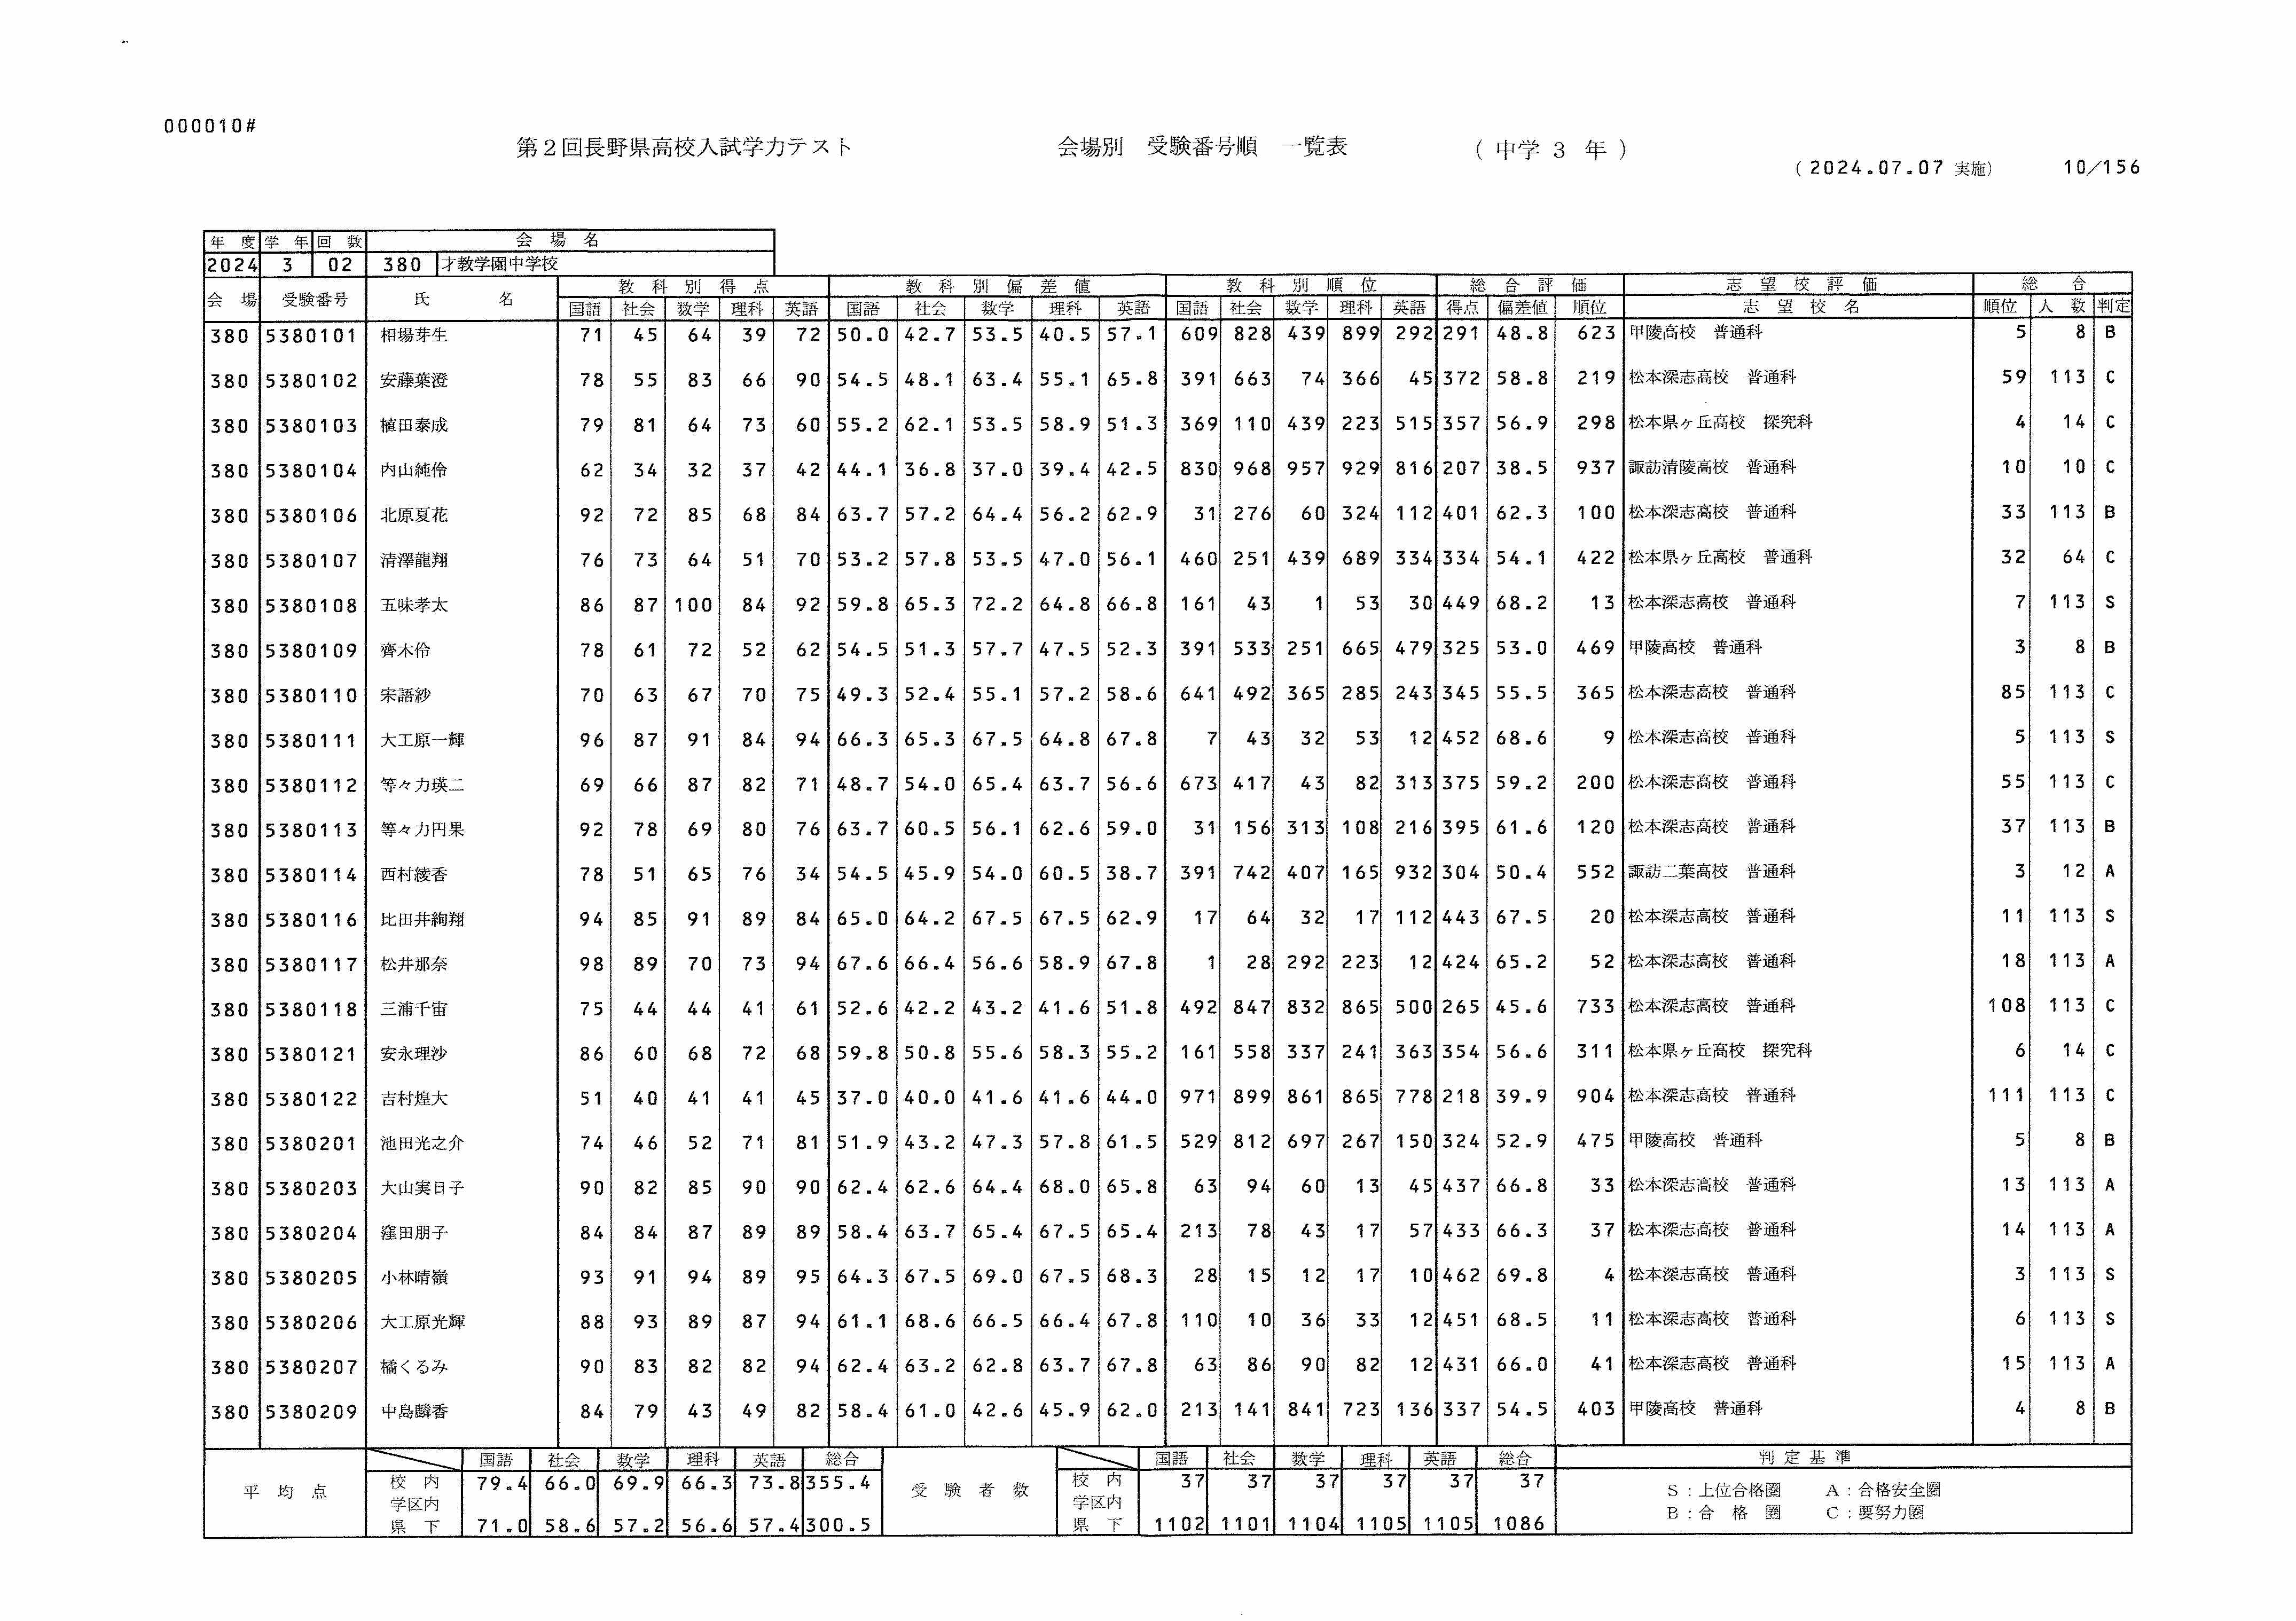 000010#
第2回長野県高校入試学力テスト 会場別 受験番号順 一覧表 ( 中学 3 年 )
( 2024.07.07 実施) 10/156
年 度 学 年 回 数 会 場 名
2024 3 02 380 才教学園中学校
教 科 別 得 点 教 科 別 偏 差 値 教 科 別 順 位 総 合 評 価 志 望 校 評 価 総 合
会 場 受験番号 氏 名 国語 社会 数学 理科 英語 国語 社会 数学 理科 英語 国語 社会 数学 理科 英語 得点 偏差値 順位 志 望 校 名 順位 人 数 判定
380 5380101 相場芽生 71 45 64 39 72 50.0 42.7 53.5 40.5 57.1 609 828 439 899 292 291 48.8 623 甲陵高校 普通科 5 8 B
380 5380102 安藤葉澄 78 55 83 66 90 54.5 48.1 63.4 55.1 65.8 391 663 74 366 45 372 58.8 219 松本深志高校 普通科 59 113 C
380 5380103 植田泰成 79 81 64 73 60 55.2 62.1 53.5 58.9 51.3 369 110 439 223 515 357 56.9 298 松本県ヶ丘高校 探究科 4 14 C
380 5380104 内山純伶 62 34 32 37 42 44.1 36.8 37.0 39.4 42.5 830 968 957 929 816 207 38.5 937 諏訪清陵高校 普通科 10 10 C
380 5380106 北原夏花 92 72 85 68 84 63.7 57.2 64.4 56.2 62.9 31 276 60 324 112 401 62.3 100 松本深志高校 普通科 33 113 B
380 5380107 清澤龍翔 76 73 64 51 70 53.2 57.8 53.5 47.0 56.1 460 251 439 689 334 334 54.1 422 松本県ヶ丘高校 普通科 32 64 C
380 5380108 五味孝太 86 87 100 84 92 59.8 65.3 72.2 64.8 66.8 161 43 1 53 30 449 68.2 13 松本深志高校 普通科 7 113 S
380 5380109 齊木伶 78 61 72 52 62 54.5 51.3 57.7 47.5 52.3 391 533 251 665 479 325 53.0 469 甲陵高校 普通科 3 8 B
380 5380110 宋語紗 70 63 67 70 75 49.3 52.4 55.1 57.2 58.6 641 492 365 285 243 345 55.5 365 松本深志高校 普通科 85 113 C
380 5380111 大工原一輝 96 87 91 84 94 66.3 65.3 67.5 64.8 67.8 7 43 32 53 12 452 68.6 9 松本深志高校 普通科 5 113 S
380 5380112 等々力瑛二 69 66 87 82 71 48.7 54.0 65.4 63.7 56.6 673 417 43 82 313 375 59.2 200 松本深志高校 普通科 55 113 C
380 5380113 等々力円果 92 78 69 80 76 63.7 60.5 56.1 62.6 59.0 31 156 313 108 216 395 61.6 120 松本深志高校 普通科 37 113 B
380 5380114 西村綾香 78 51 65 76 34 54.5 45.9 54.0 60.5 38.7 391 742 407 165 932 304 50.4 552 諏訪二葉高校 普通科 3 12 A
380 5380116 比田井絢翔 94 85 91 89 84 65.0 64.2 67.5 67.5 62.9 17 64 32 17 112 443 67.5 20 松本深志高校 普通科 11 113 S
380 5380117 松井那奈 98 89 70 73 94 67.6 66.4 56.6 58.9 67.8 1 28 292 223 12 424 65.2 52 松本深志高校 普通科 18 113 A
380 5380118 三浦千宙 75 44 44 41 61 52.6 42.2 43.2 41.6 51.8 492 847 832 865 500 265 45.6 733 松本深志高校 普通科 108 113 C
380 5380121 安永理沙 86 60 68 72 68 59.8 50.8 55.6 58.3 55.2 161 558 337 241 363 354 56.6 311 松本県ヶ丘高校 探究科 6 14 C
380 5380122 吉村煌大 51 40 41 41 45 37.0 40.0 41.6 41.6 44.0 971 899 861 865 778 218 39.9 904 松本深志高校 普通科 111 113 C
380 5380201 池田光之介 74 46 52 71 81 51.9 43.2 47.3 57.8 61.5 529 812 697 267 150 324 52.9 475 甲陵高校 普通科 5 8 B
380 5380203 大山実日子 90 82 85 90 90 62.4 62.6 64.4 68.0 65.8 63 94 60 13 45 437 66.8 33 松本深志高校 普通科 13 113 A
380 5380204 窪田朋子 84 84 87 89 89 58.4 63.7 65.4 67.5 65.4 213 78 43 17 57 433 66.3 37 松本深志高校 普通科 14 113 A
380 5380205 小林晴嶺 93 91 94 89 95 64.3 67.5 69.0 67.5 68.3 28 15 12 17 10 462 69.8 4 松本深志高校 普通科 3 113 S
380 5380206 大工原光輝 88 93 89 87 94 61.1 68.6 66.5 66.4 67.8 110 10 36 33 12 451 68.5 11 松本深志高校 普通科 6 113 S
380 5380207 橘くるみ 90 83 82 82 94 62.4 63.2 62.8 63.7 67.8 63 86 90 82 12 431 66.0 41 松本深志高校 普通科 15 113 A
380 5380209 中島麟香 84 79 43 49 82 58.4 61.0 42.6 45.9 62.0 213 141 841 723 136 337 54.5 403 甲陵高校 普通科 4 8 B
国語 社会 数学 理科 英語 総合 国語 社会 数学 理科 英語 総合 判 定 基 準
平 均 点 校 内 79.4 66.0 69.9 66.3 73.8 355.4 受 験 者 数 校 内 37 37 37 37 37 37 S : 上位合格圏 A : 合格安全圏
学区内 学区内
県 下 71.0 58.6 57.2 56.6 57.4 300.5 県 下 1102 1101 1104 1105 1105 1086 B : 合 格 圏 C : 要努力圏